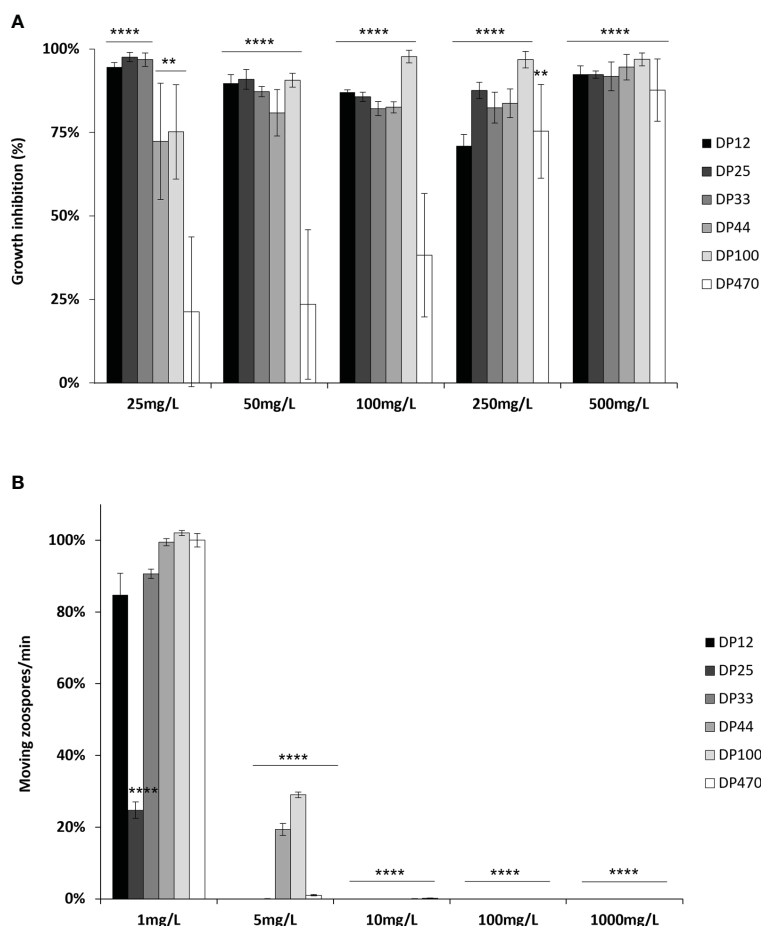 A
**** ** **** **** **** ** ****
100%
75%
50%
25%
0%
Growth inhibition (%)
25mg/L 50mg/L 100mg/L 250mg/L 500mg/L
DP12
DP25
DP33
DP44
DP100
DP470
B
100%
80%
60%
40%
20%
0%
Moving zoospores/min
**** **** **** **** ****
1mg/L 5mg/L 10mg/L 100mg/L 1000mg/L
DP12
DP25
DP33
DP44
DP100
DP470